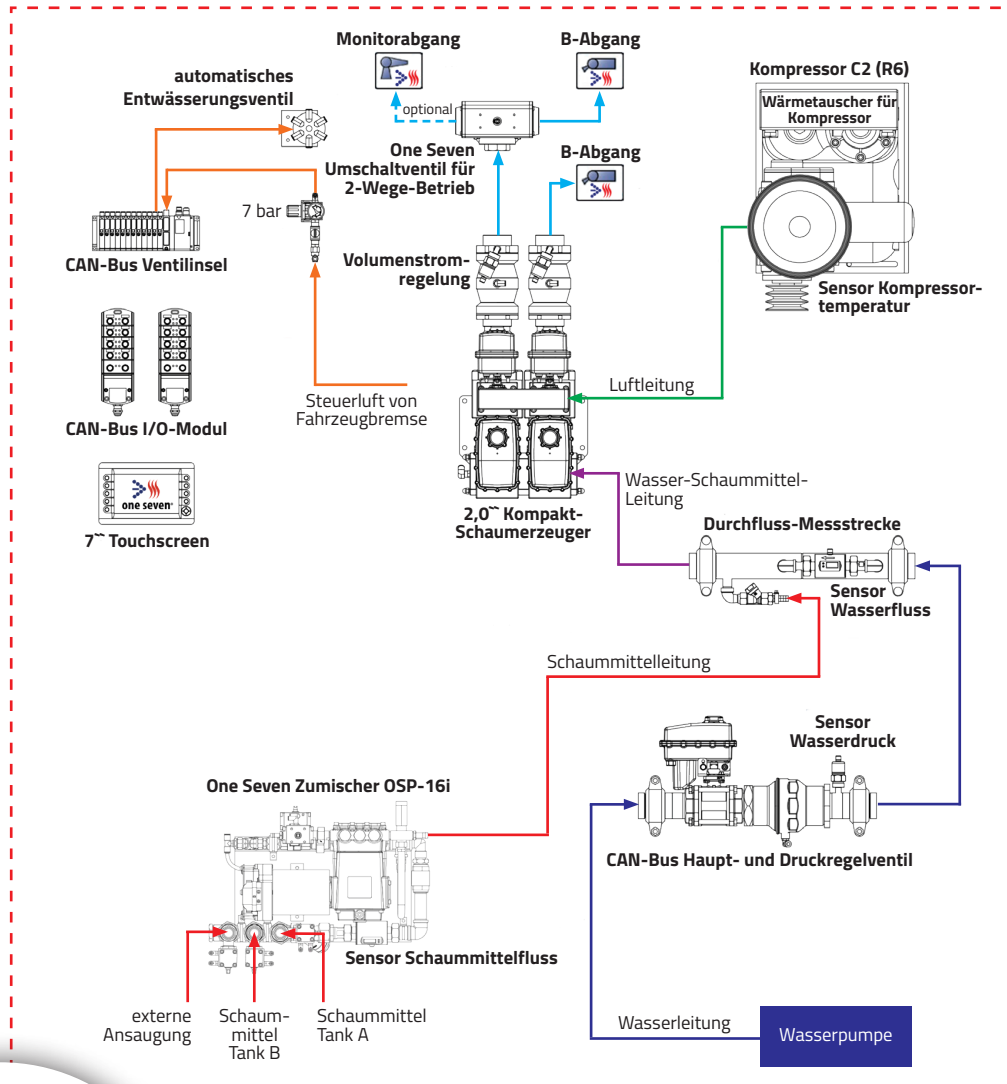 Monitorabgang
B-Abgang
Kompressor C2 (R6)
automatisches
Entwässerungsventil
optional
Wärmetauscher für
Kompressor
One Seven
Umschaltventil für
2-Wege-Betrieb
B-Abgang
7 bar
CAN-Bus Ventilinsel
Volumenstrom-
regelung
Sensor Kompressor-
temperatur
Luftleitung
Steuerluft von
Fahrzeugbremse
CAN-Bus I/O-Modul
one seven®
7˜˜ Touchscreen
Wasser-Schaummittel-
Leitung
2,0˜˜ Kompakt-
Schaumerzeuger
Durchfluss-Messstrecke
Sensor
Wasserfluss
Schaummittelleitung
Sensor
Wasserdruck
One Seven Zumischer OSP-16i
CAN-Bus Haupt- und Druckregelventil
Sensor Schaummittelfluss
externe
Ansaugung
Schaum-
mittel
Tank B
Schaummittel
Tank A
Wasserleitung
Wasserpumpe